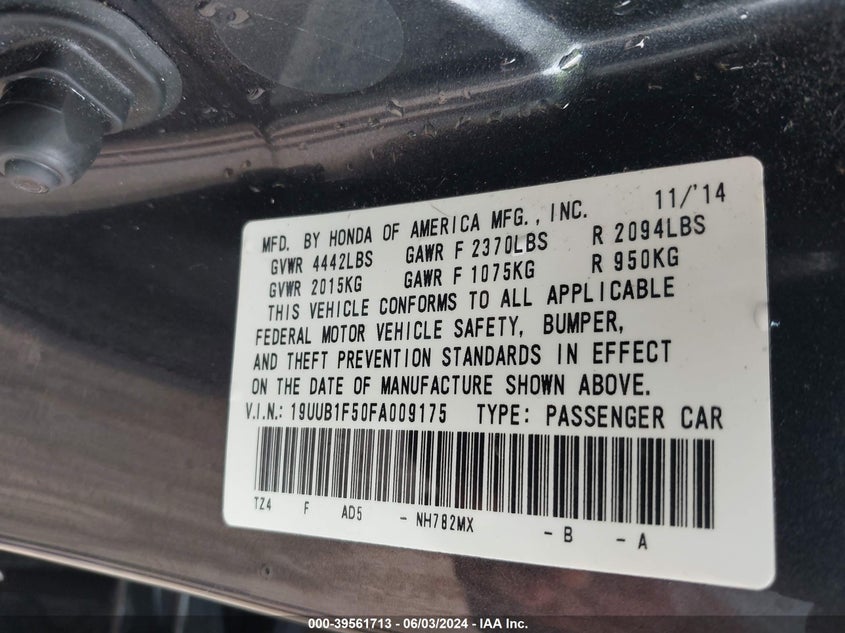 MFD. BY HONDA OF AMERICA MFG., INC. 11/'14
GVWR 4442LBS GAWR F 2370LBS R 2094LBS
GVWR 2015KG GAWR F 1075KG R 950KG
THIS VEHICLE CONFORMS TO ALL APPLICABLE
FEDERAL MOTOR VEHICLE SAFETY, BUMPER,
AND THEFT PREVENTION STANDARDS IN EFFECT
ON THE DATE OF MANUFACTURE SHOWN ABOVE.
V.I.N.: 19UUB1F50FA009175 TYPE: PASSENGER CAR
TZ4 F AD5 - NH782MX - B - A
000-39561713 / 06/03/2024 - IAA Inc.